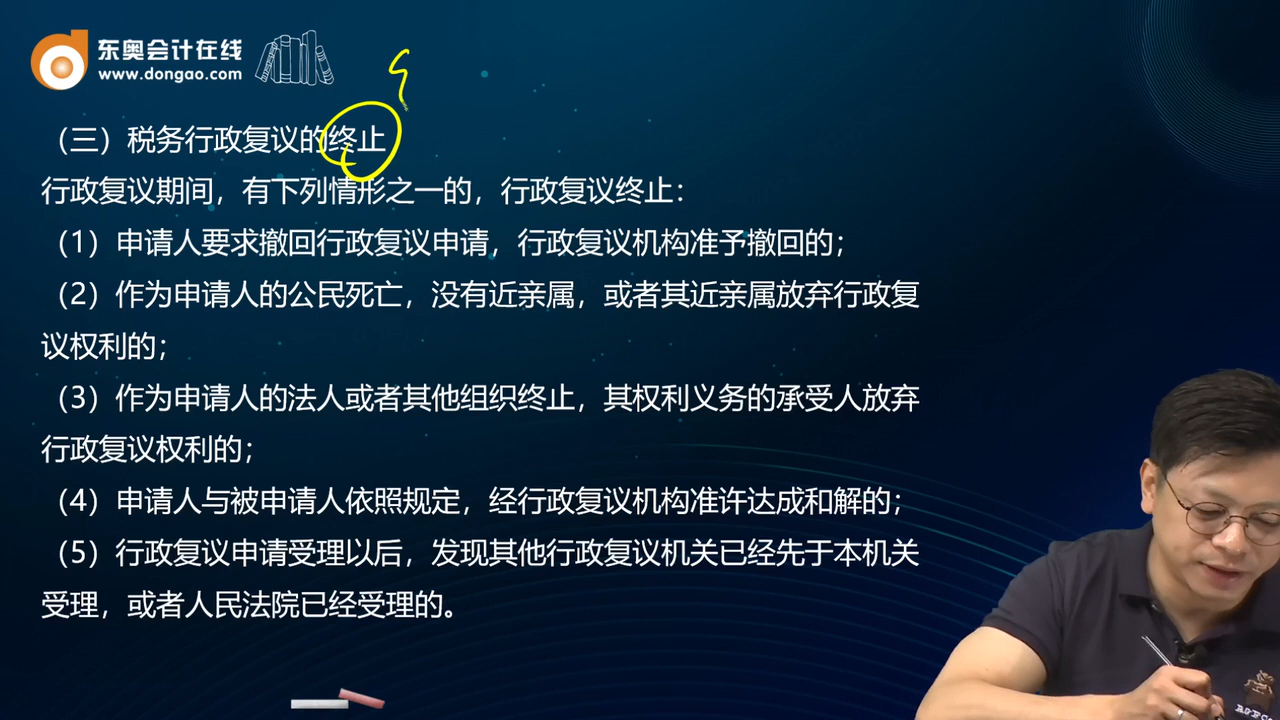 东奥会计在线
www.dongao.com
（三）税务行政复议的终止
行政复议期间，有下列情形之一的，行政复议终止：
（1）申请人要求撤回行政复议申请，行政复议机构准予撤回的；
（2）作为申请人的公民死亡，没有近亲属，或者其近亲属放弃行政复
议权利的；
（3）作为申请人的法人或者其他组织终止，其权利义务的承受人放弃
行政复议权利的；
（4）申请人与被申请人依照规定，经行政复议机构准许达成和解的；
（5）行政复议申请受理以后，发现其他行政复议机关已经先于本机关
受理，或者人民法院已经受理的。